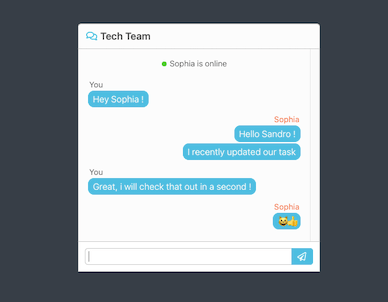 Tech Team
Sophia is online
You
Hey Sophia !
Sophia
Hello Sandro !
I recently updated our task
You
Great, i will check that out in a second !
Sophia
😄👍